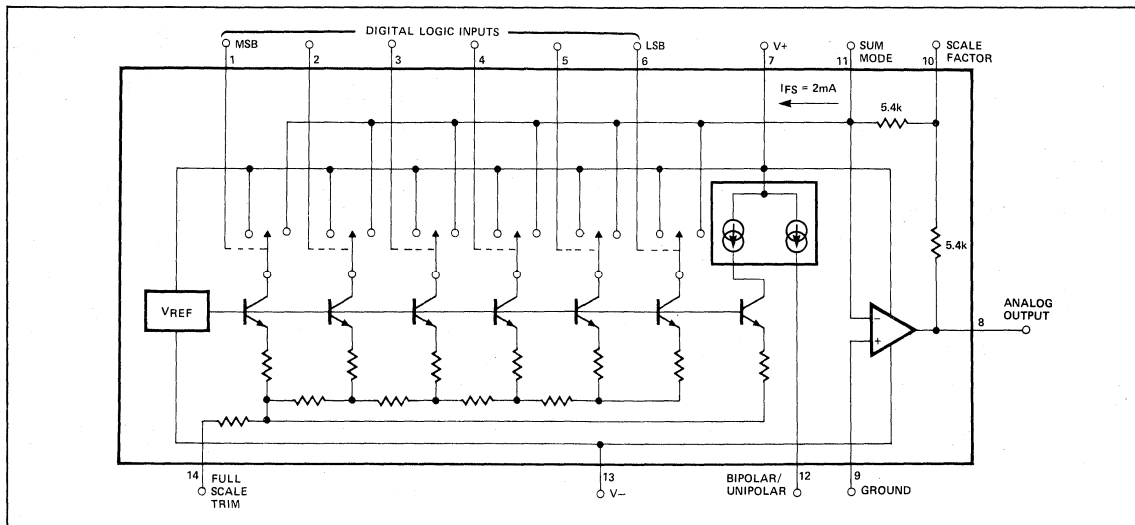 DIGITAL LOGIC INPUTS
MSB
LSB
V+
SUM
MODE
SCALE
FACTOR
1
2
3
4
5
6
7
11
10
IFS = 2mA
5.4k
5.4k
VREF
−
+
8
ANALOG
OUTPUT
14
FULL
SCALE
TRIM
13
V−
BIPOLAR/
UNIPOLAR
12
9
GROUND